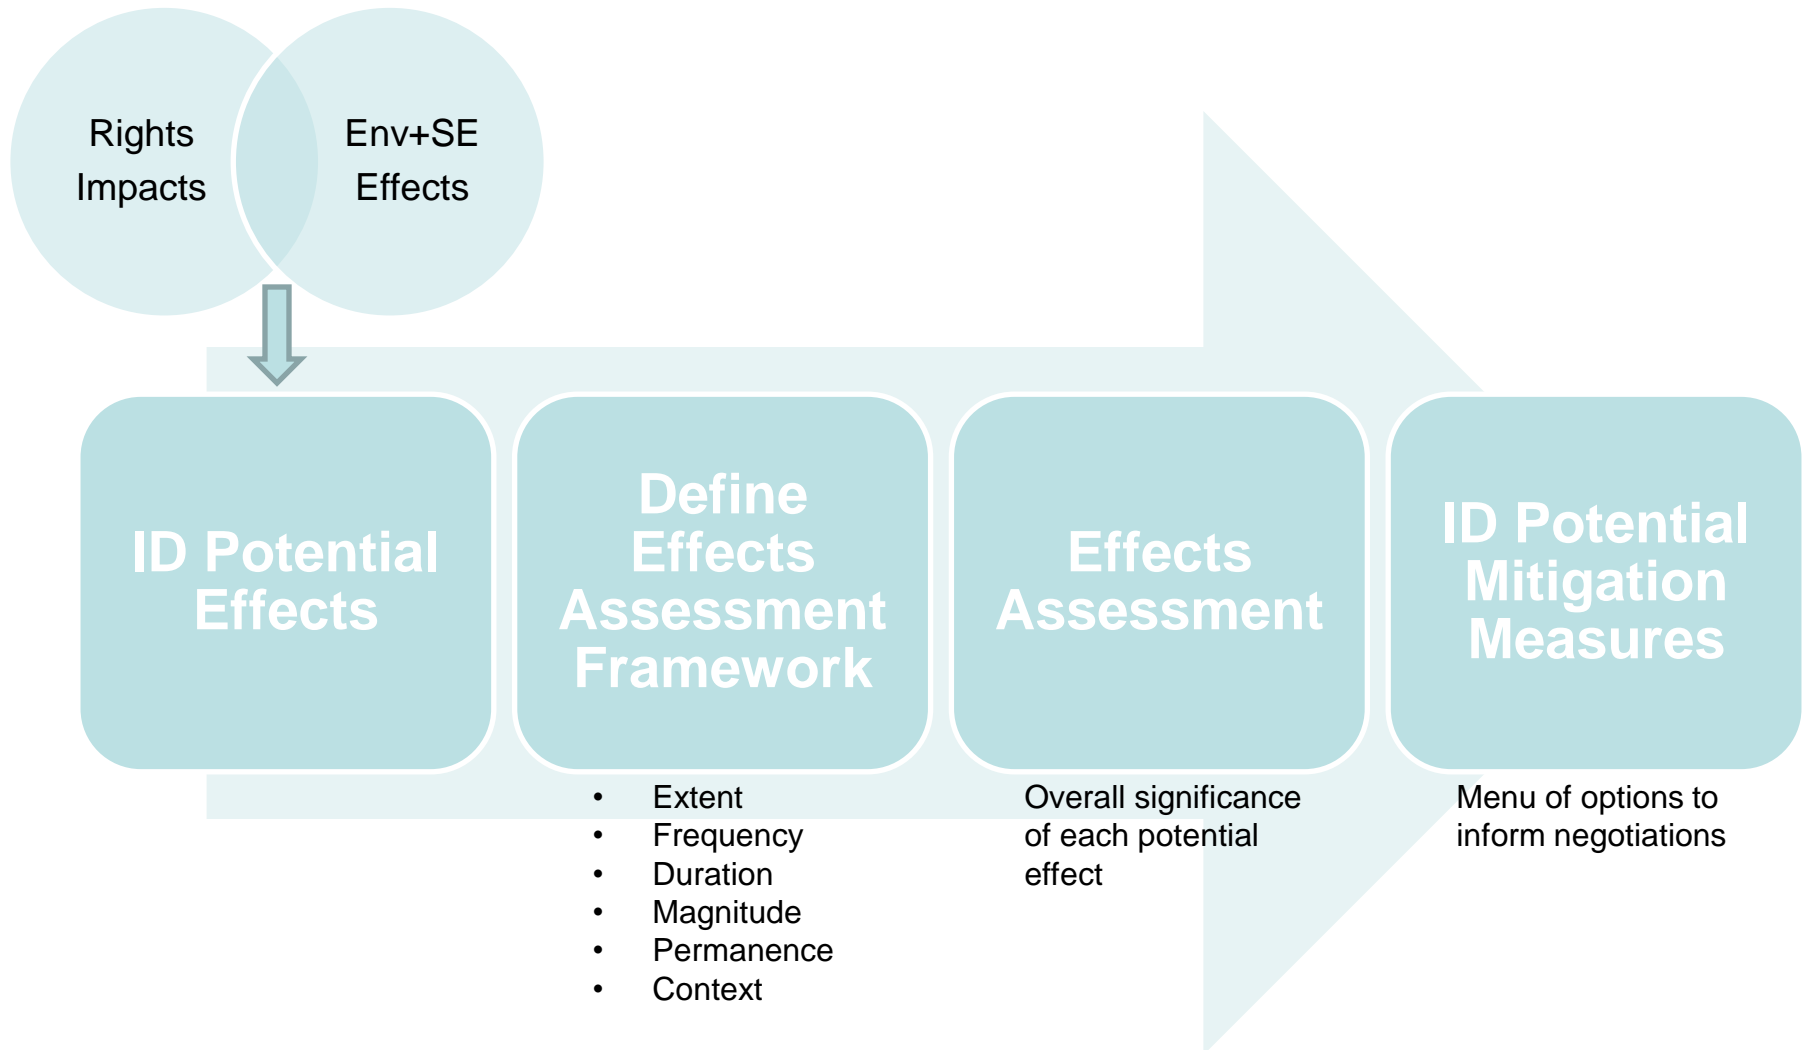 Rights
Impacts
Env+SE
Effects
ID Potential
Effects
Define
Effects
Assessment
Framework
Effects
Assessment
ID Potential
Mitigation
Measures
• Extent
• Frequency
• Duration
• Magnitude
• Permanence
• Context
Overall significance
of each potential
effect
Menu of options to
inform negotiations